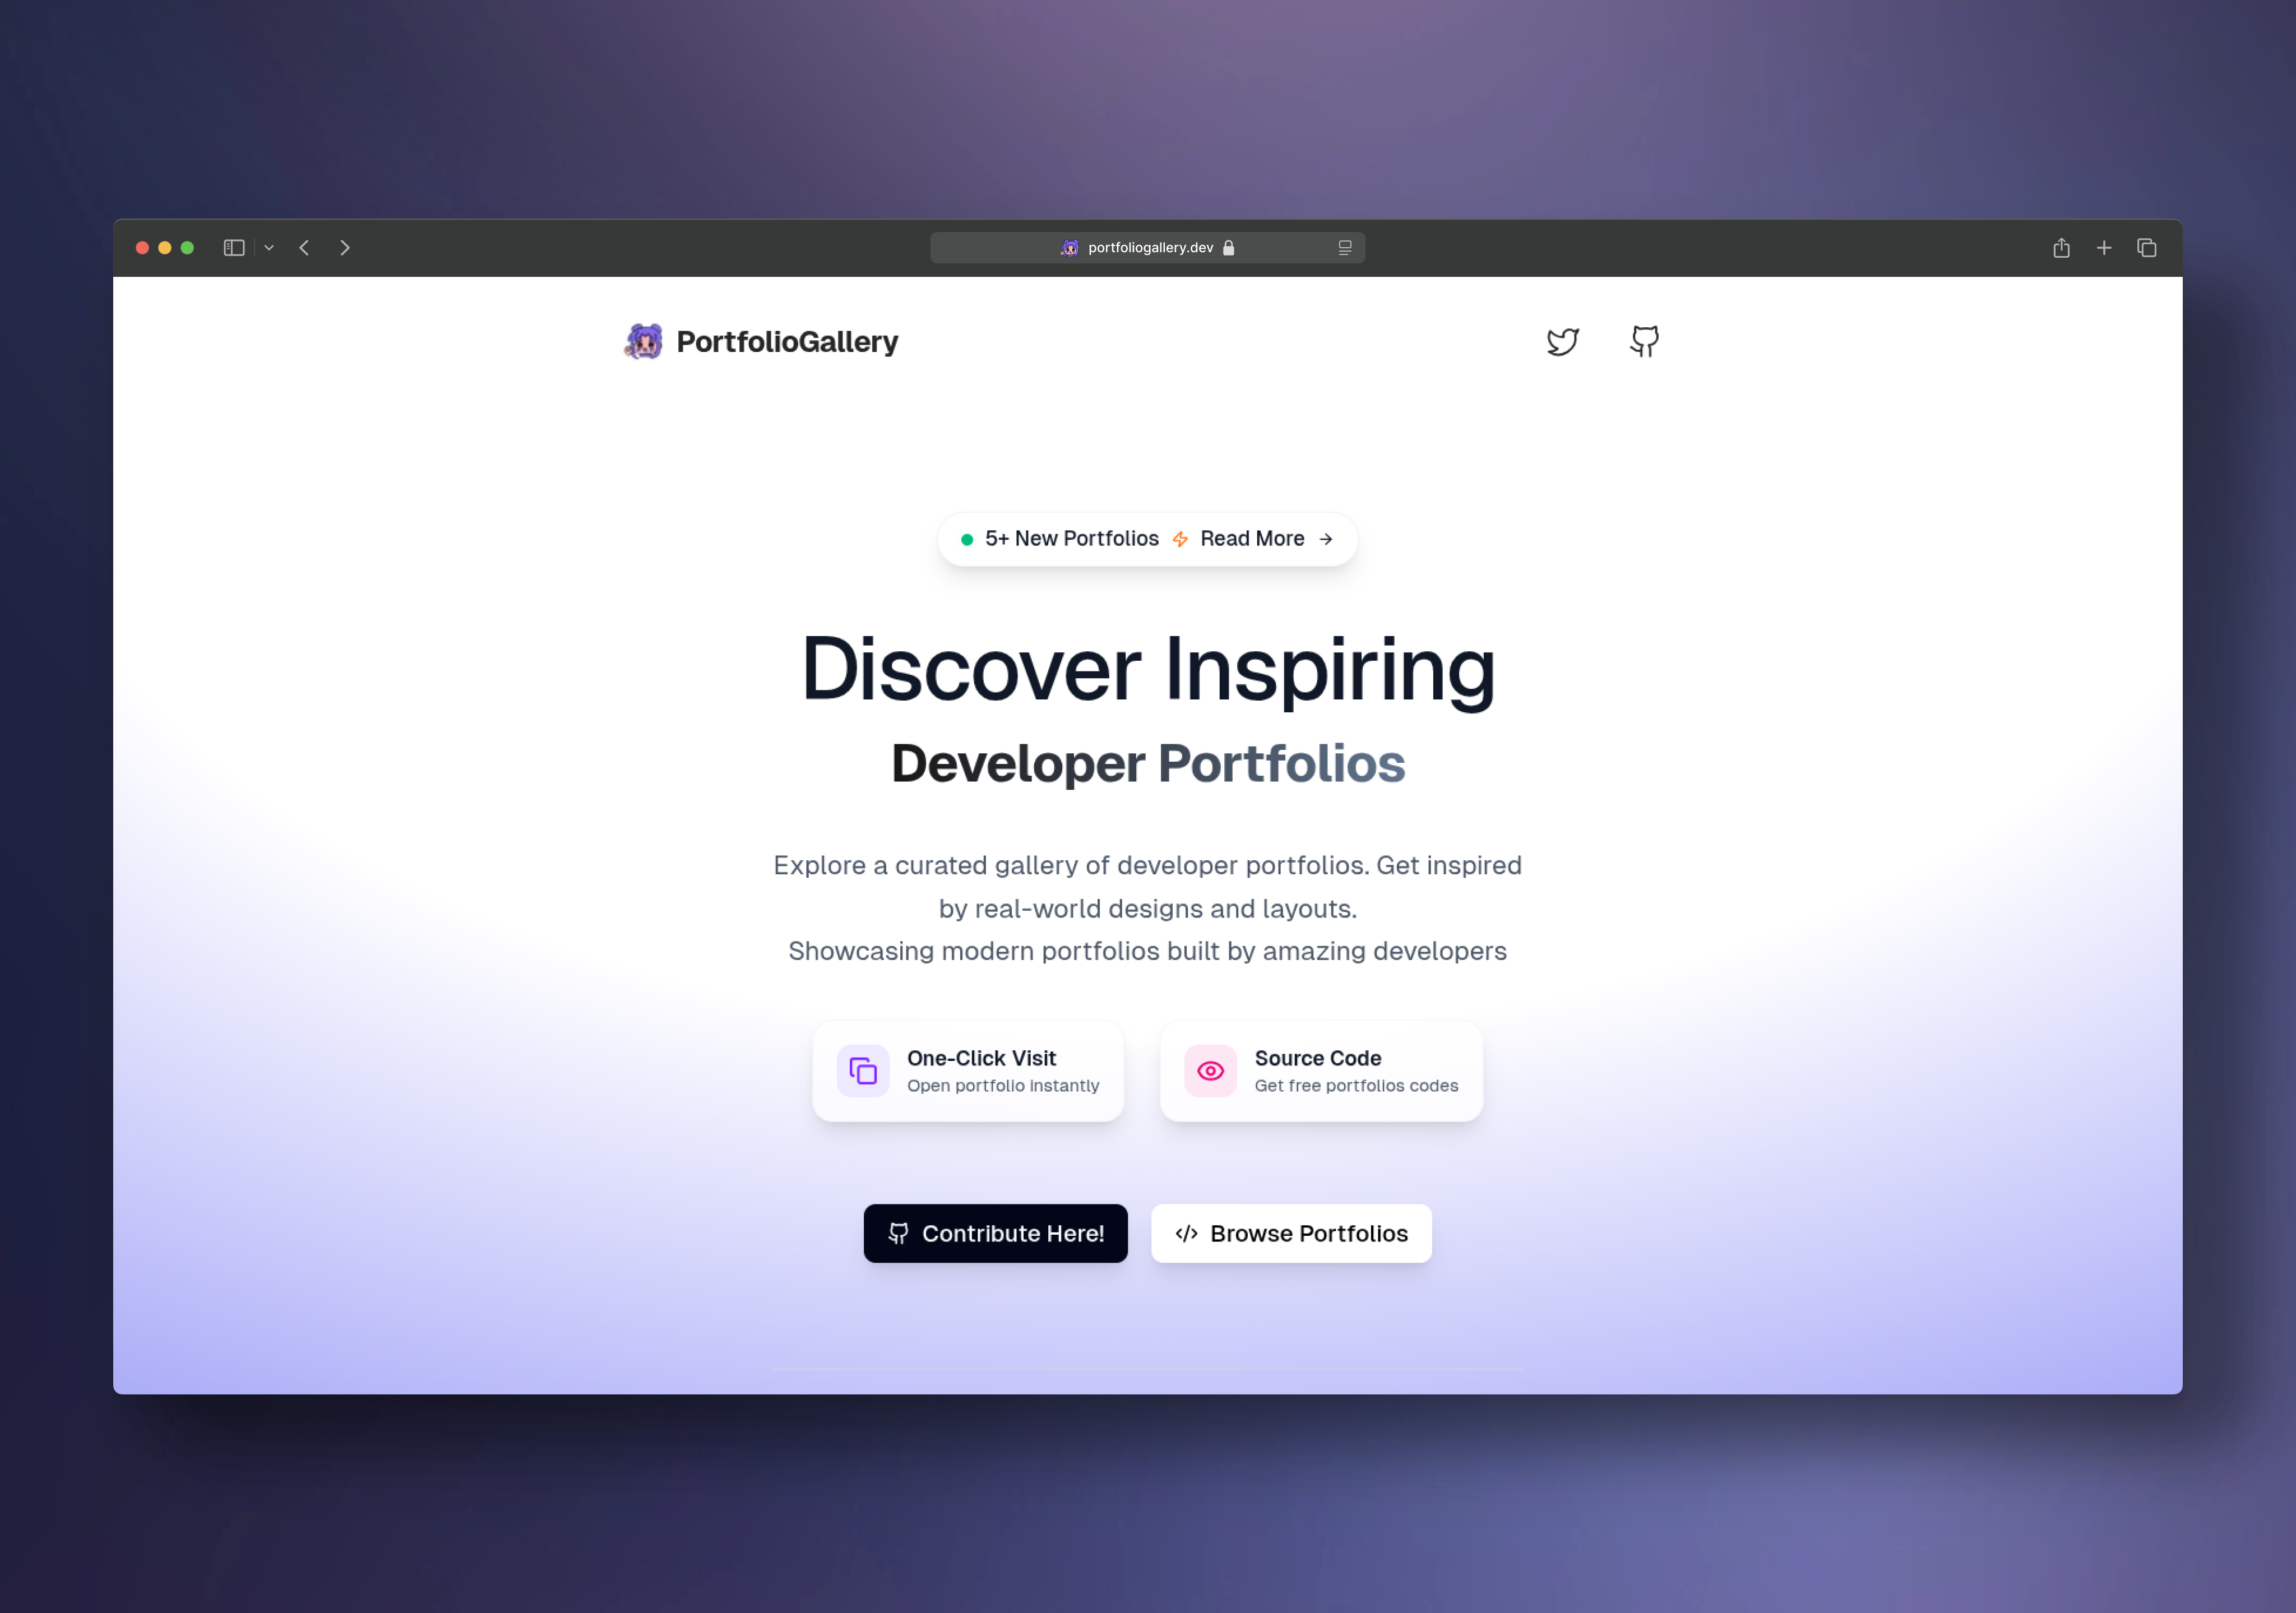 portfoliogallery.dev
PortfolioGallery
5+ New Portfolios Read More →
Discover Inspiring
Developer Portfolios
Explore a curated gallery of developer portfolios. Get inspired
by real-world designs and layouts.
Showcasing modern portfolios built by amazing developers
One-Click Visit
Open portfolio instantly
Source Code
Get free portfolios codes
Contribute Here!
Browse Portfolios